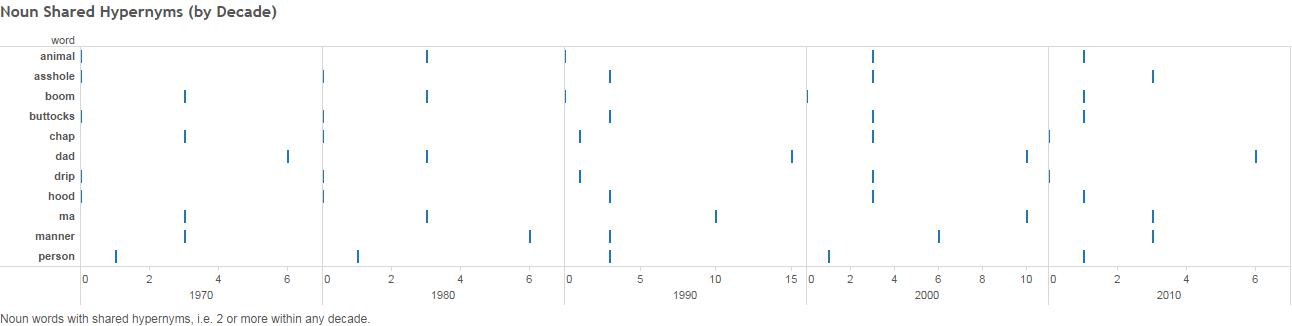 Noun Shared Hypernyms (by Decade)
word
animal
asshole
boom
buttocks
chap
dad
drip
hood
ma
manner
person
0 2 4 6 0 2 4 6 0 5 10 15 0 2 4 6 8 10 0 2 4 6
1970 1980 1990 2000 2010
Noun words with shared hypernyms, i.e. 2 or more within any decade.